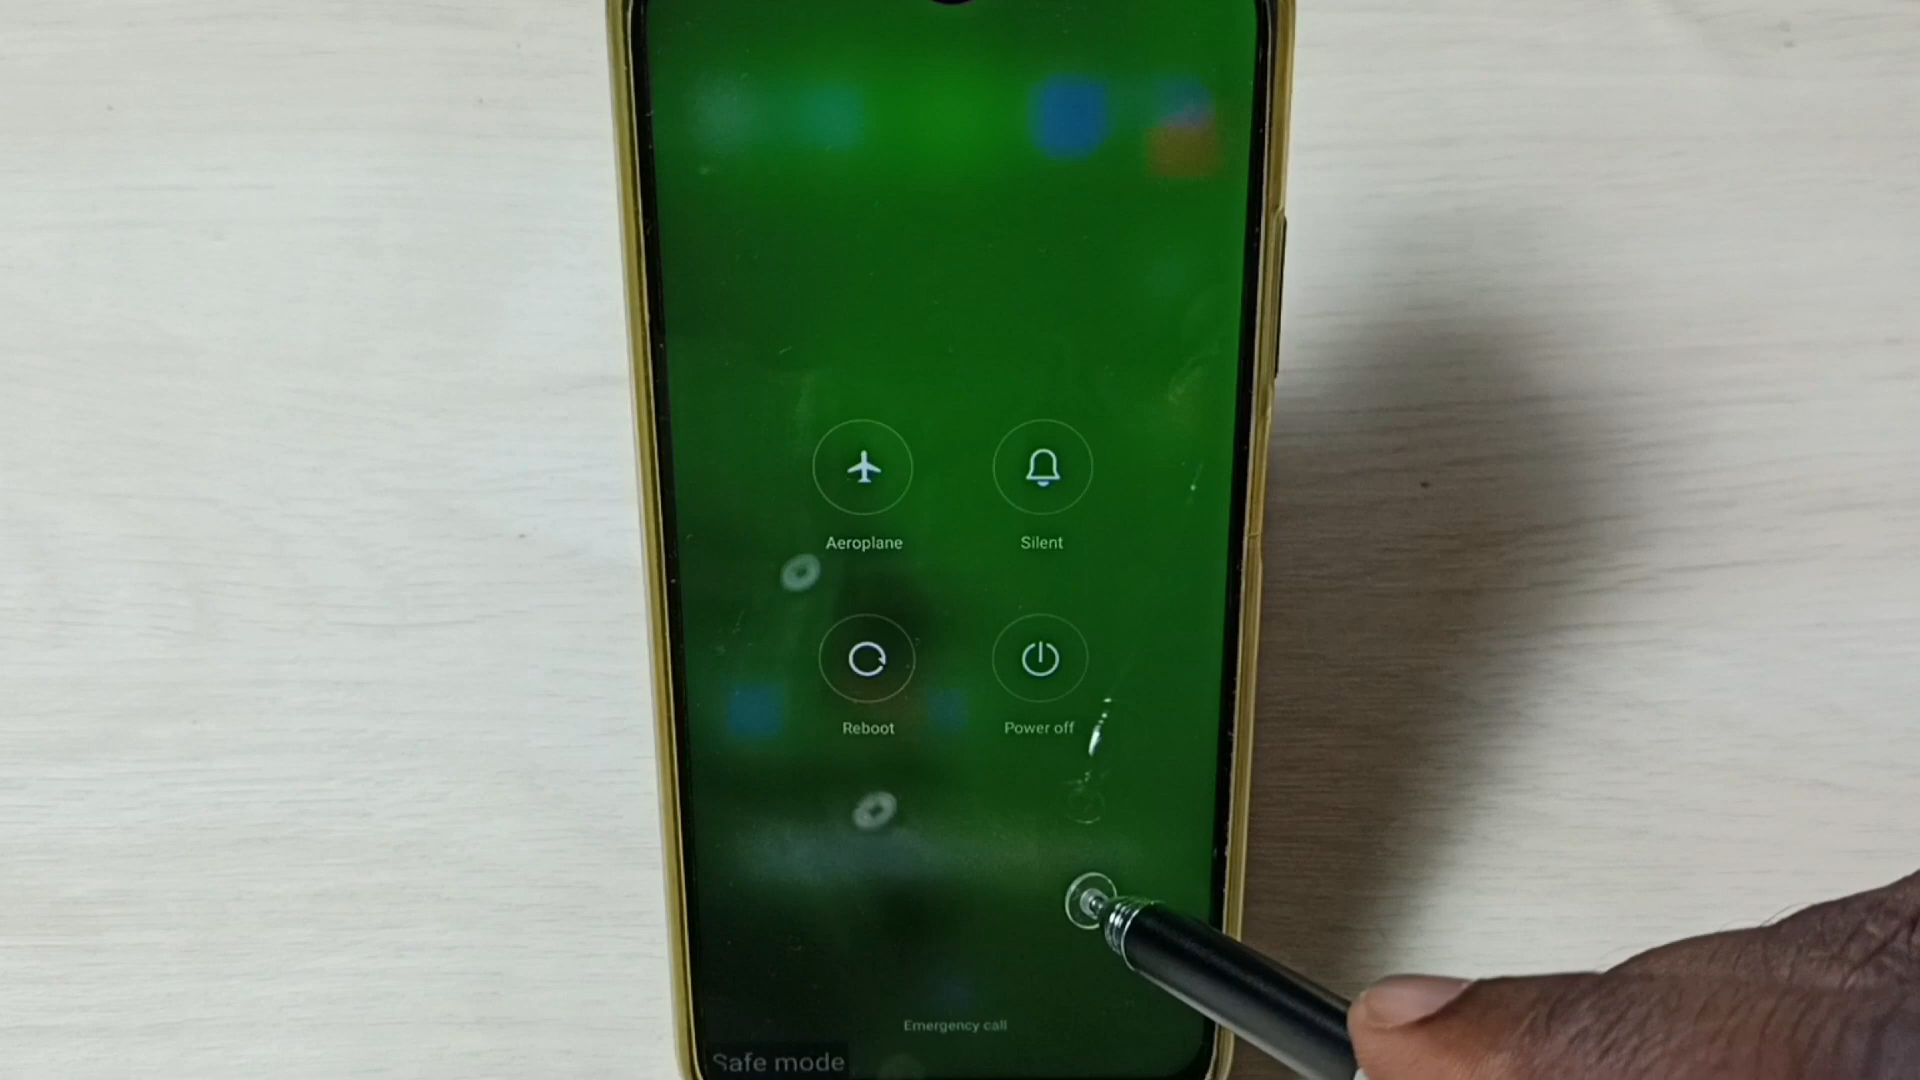 Aeroplane
Silent
Reboot
Power off
Emergency call
Safe mode